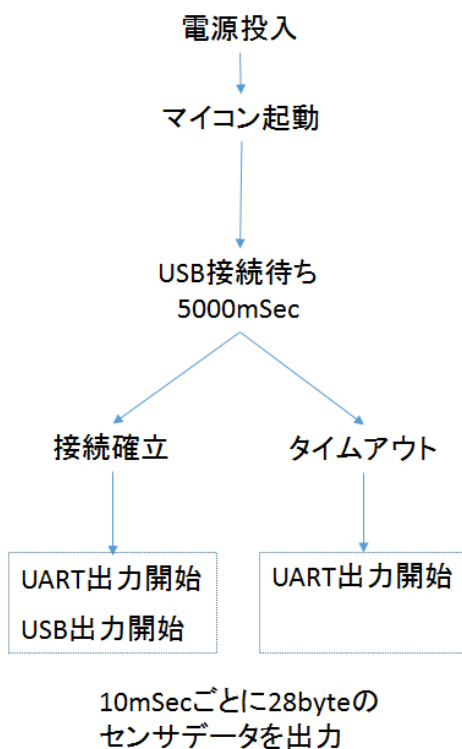 電源投入
マイコン起動
USB接続待ち
5000mSec
接続確立
タイムアウト
UART出力開始
USB出力開始
UART出力開始
10mSecごとに28byteの
センサデータを出力